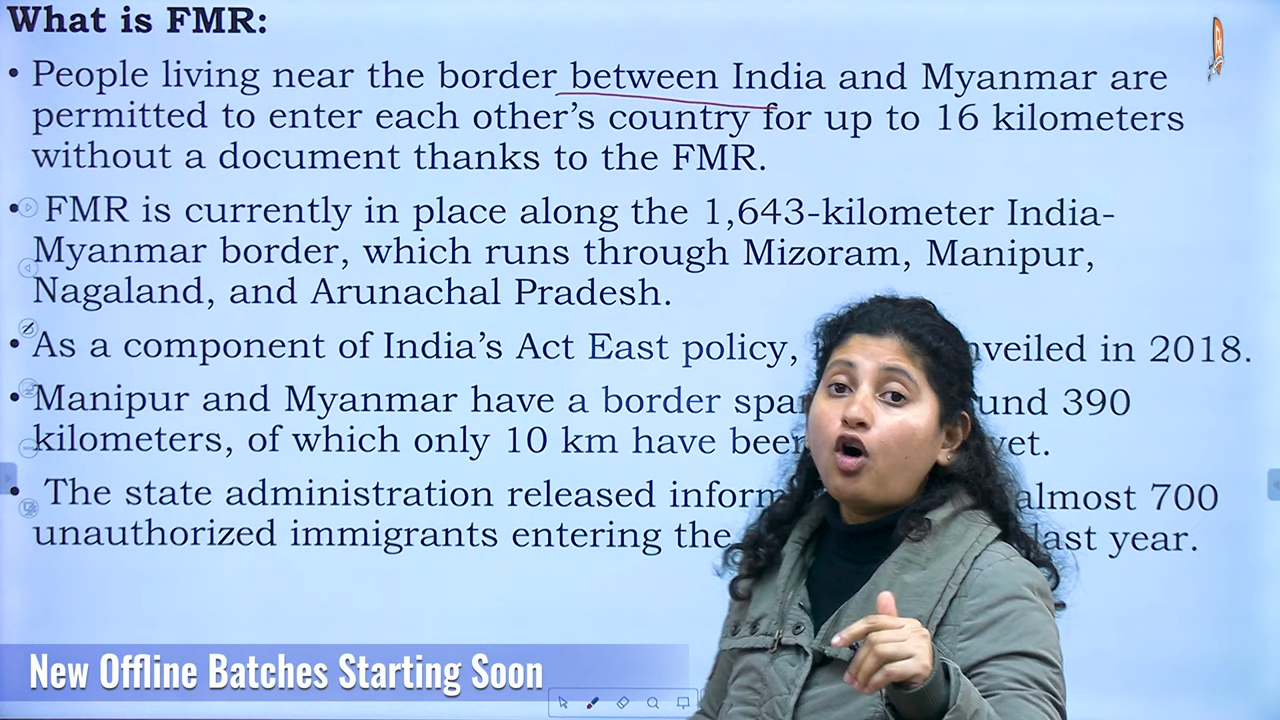 What is FMR:
• People living near the border between India and Myanmar are
permitted to enter each other's country for up to 16 kilometers
without a document thanks to the FMR.
• FMR is currently in place along the 1,643-kilometer India-
Myanmar border, which runs through Mizoram, Manipur,
Nagaland, and Arunachal Pradesh.
• As a component of India's Act East policy, nveiled in 2018.
• Manipur and Myanmar have a border spa und 390
kilometers, of which only 10 km have been yet.
• The state administration released inform almost 700
unauthorized immigrants entering the last year.
New Offline Batches Starting Soon